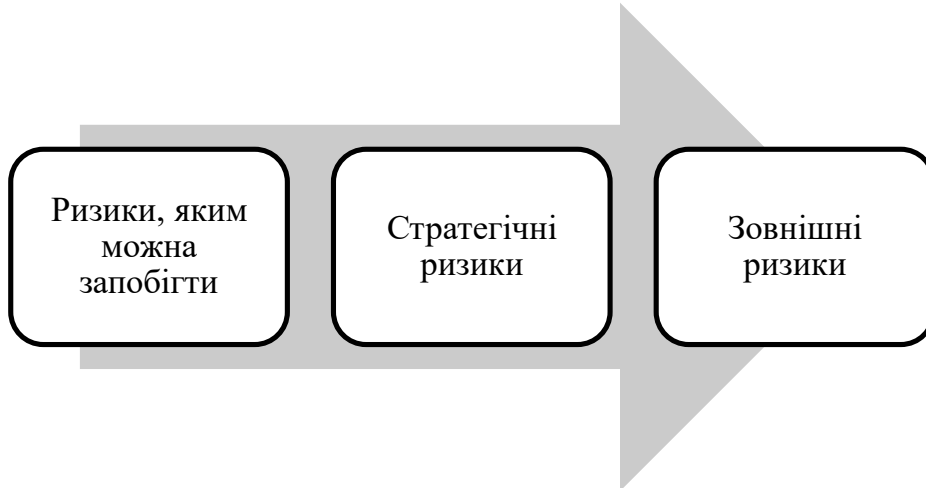 Ризики, яким
можна
запобігти
Стратегічні
ризики
Зовнішні
ризики